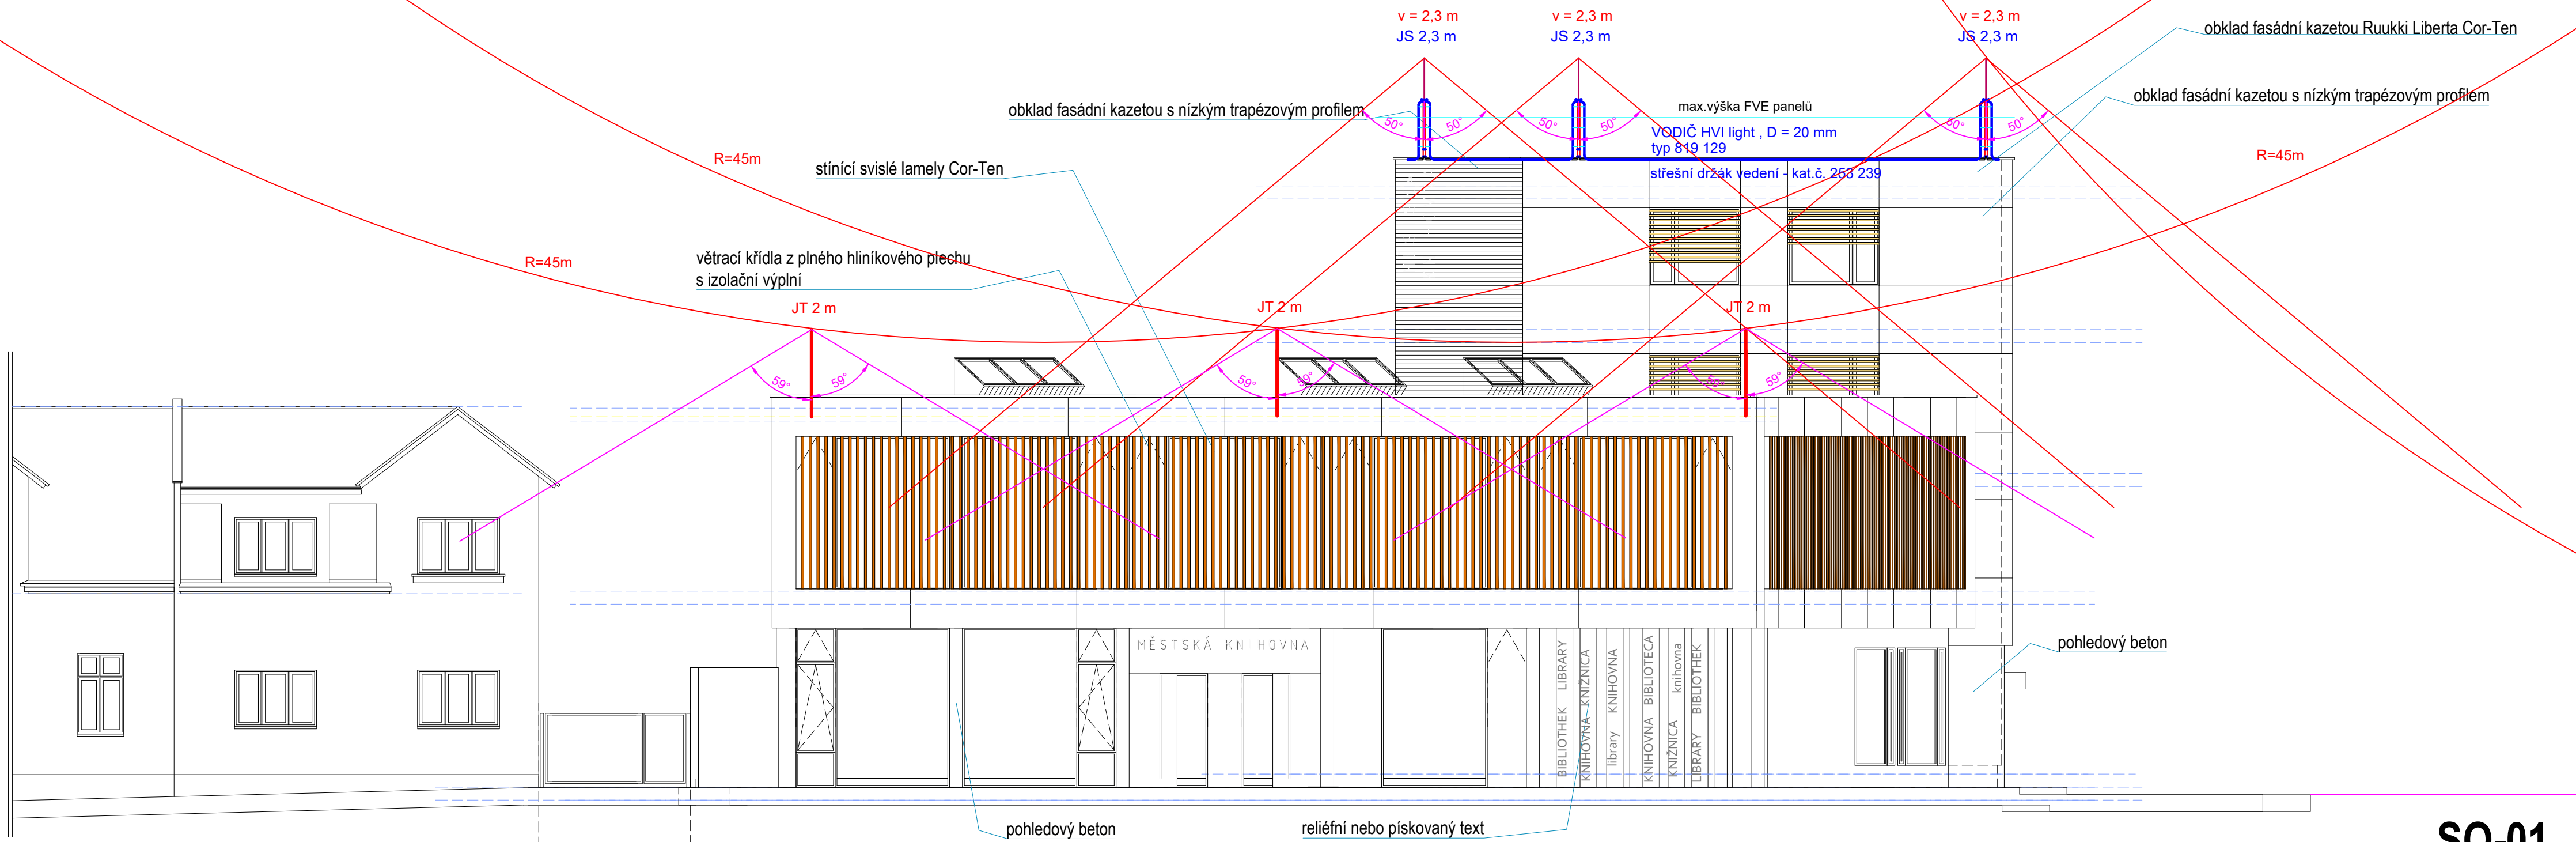 v = 2,3 m
JS 2,3 m
v = 2,3 m
JS 2,3 m
v = 2,3 m
JS 2,3 m
obklad fasádní kazetou Ruukki Liberta Cor-Ten
obklad fasádní kazetou s nízkým trapézovým profilem
obklad fasádní kazetou s nízkým trapézovým profilem
max.výška FVE panelů
50°
50°
50°
50°
50°
50°
VODIČ HVI light , D = 20 mm
typ 819 129
střešní držák vedení - kat.č. 253 239
R=45m
R=45m
R=45m
stínící svislé lamely Cor-Ten
větrací křídla z plného hliníkového plechu
s izolační výplní
JT 2 m
JT 2 m
JT 2 m
59°
59°
59°
59°
59°
59°
MĚSTSKÁ KNIHOVNA
BIBLIOTHEK LIBRARY
KNIHOVNA KNIŽNICA
library KNIHOVNA
KNIHOVNA BIBLIOTECA
KNIŽNICA knihovna
LIBRARY BIBLIOTHEK
pohledový beton
pohledový beton
reliéfní nebo pískovaný text
SO-01